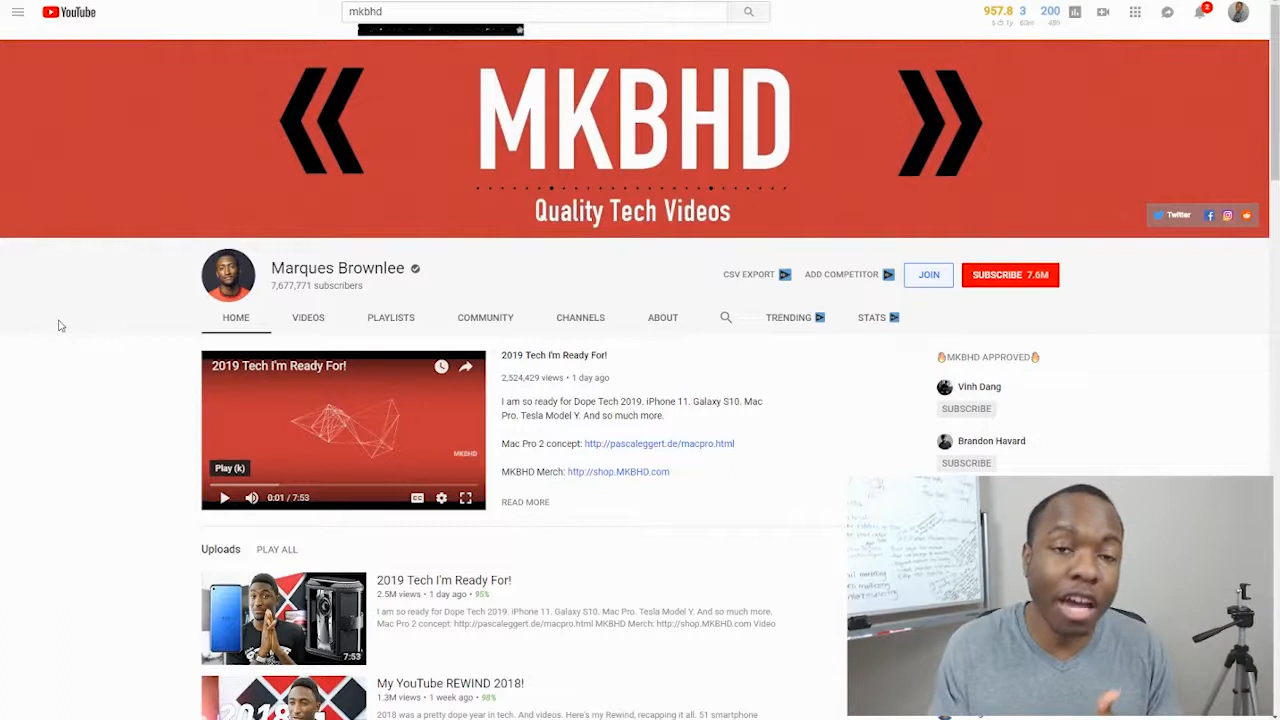 YouTube
mkbhd
957.8 3 200
60m 48h
2
MKBHD
Quality Tech Videos
Twitter
Marques Brownlee
7,677,771 subscribers
CSV EXPORT ADD COMPETITOR JOIN SUBSCRIBE 7.6M
HOME VIDEOS PLAYLISTS COMMUNITY CHANNELS ABOUT TRENDING STATS
2019 Tech I'm Ready For!
MKBHD
Play (k)
0:01 / 7:53
CC
2019 Tech I'm Ready For!
2,524,429 views • 1 day ago
I am so ready for Dope Tech 2019. iPhone 11. Galaxy S10. Mac
Pro. Tesla Model Y. And so much more.
Mac Pro 2 concept: http://pascaleggert.de/macpro.html
MKBHD Merch: http://shop.MKBHD.com
READ MORE
🔥MKBHD APPROVED🔥
Vinh Dang
SUBSCRIBE
Brandon Havard
SUBSCRIBE
Uploads PLAY ALL
7:53
2019 Tech I'm Ready For!
2.5M views • 1 day ago • 95%
I am so ready for Dope Tech 2019. iPhone 11. Galaxy S10. Mac Pro. Tesla Model Y. And so much more.
Mac Pro 2 concept: http://pascaleggert.de/macpro.html MKBHD Merch: http://shop.MKBHD.com Video
My YouTube REWIND 2018!
1.3M views • 1 week ago • 98%
2018 was a pretty dope year in tech. And videos. Here's my Rewind, recapping it all. 51 smartphone